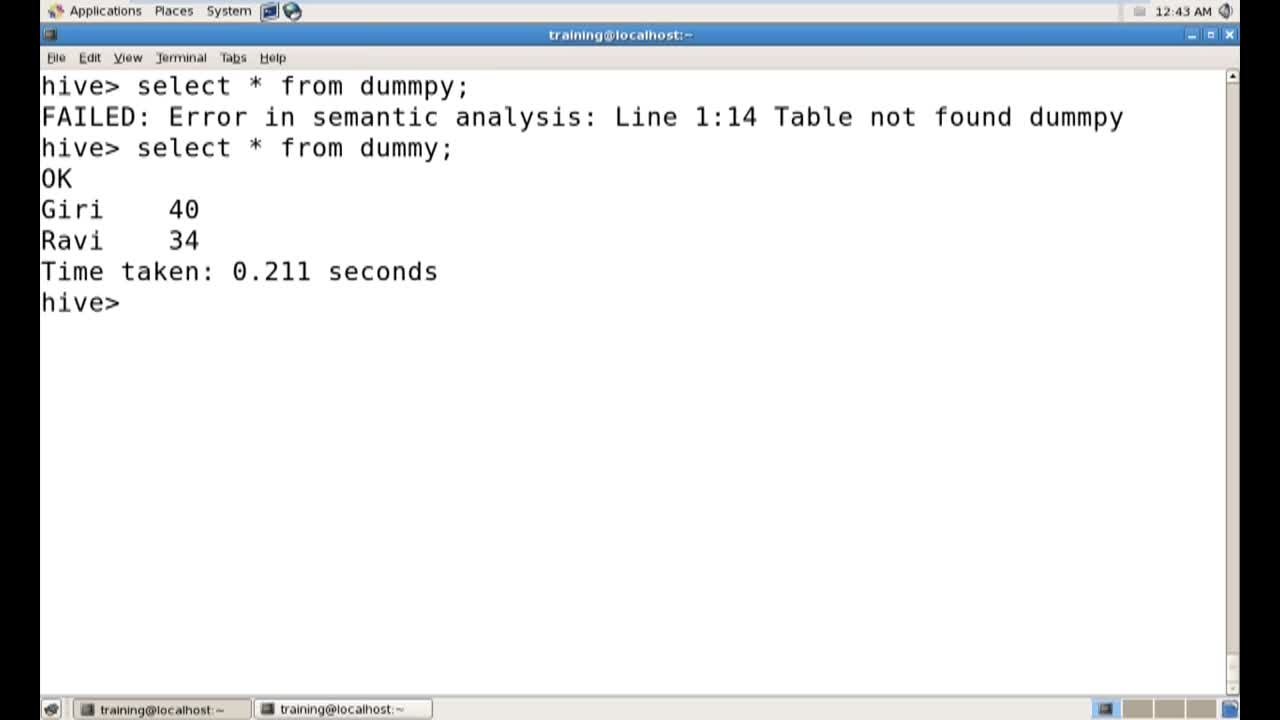 Applications Places System 12:43 AM
training@localhost:~
File Edit View Terminal Tabs Help
hive> select * from dummpy;
FAILED: Error in semantic analysis: Line 1:14 Table not found dummpy
hive> select * from dummy;
OK
Giri 40
Ravi 34
Time taken: 0.211 seconds
hive>
training@localhost:~ training@localhost:~